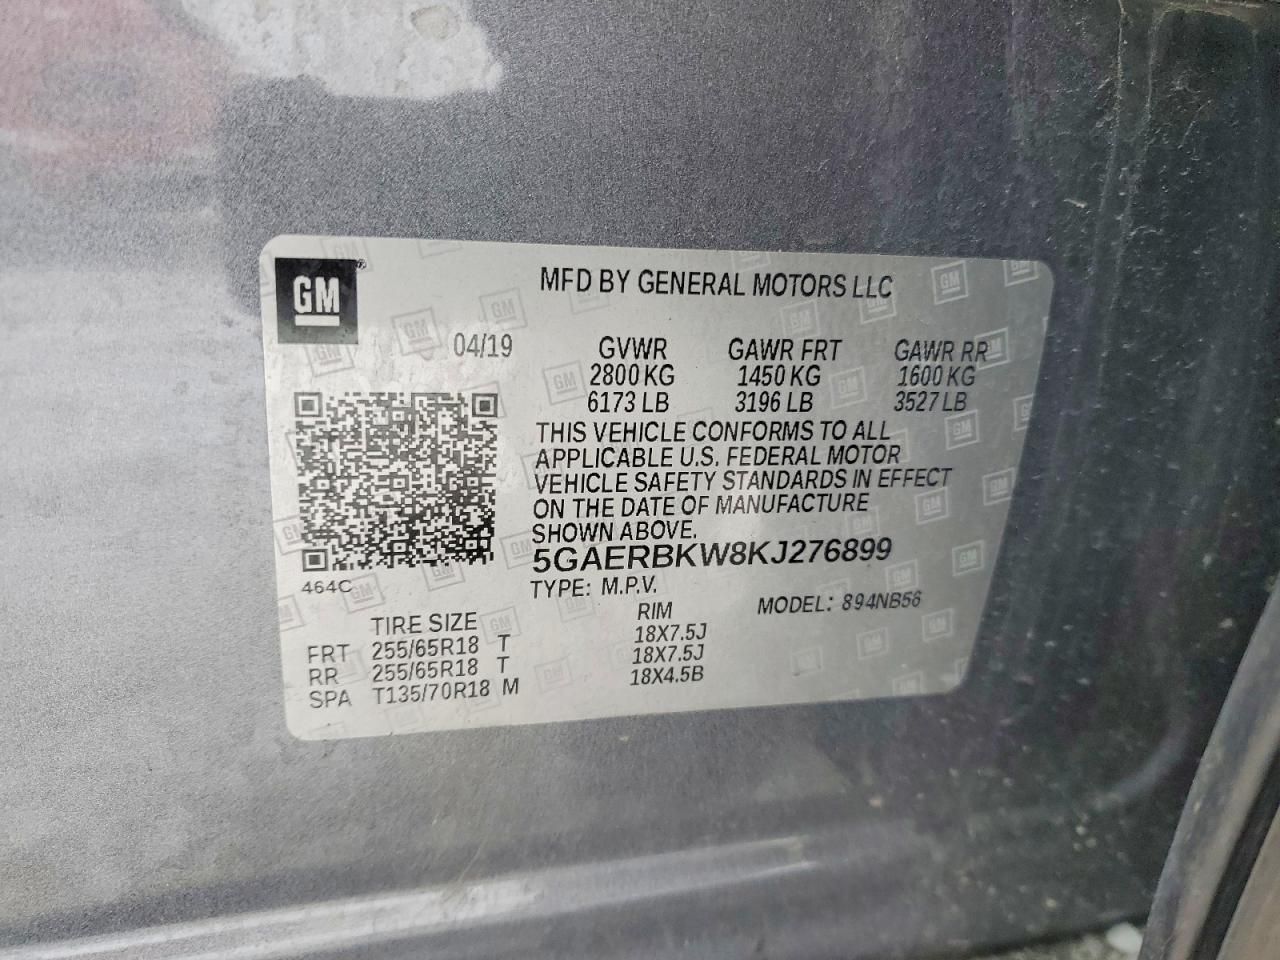 GM®
MFD BY GENERAL MOTORS LLC
04/19 GVWR GAWR FRT GAWR RR
2800 KG 1450 KG 1600 KG
6173 LB 3196 LB 3527 LB
THIS VEHICLE CONFORMS TO ALL
APPLICABLE U.S. FEDERAL MOTOR
VEHICLE SAFETY STANDARDS IN EFFECT
ON THE DATE OF MANUFACTURE
SHOWN ABOVE.
5GAERBKW8KJ276899
464C TYPE: M.P.V. MODEL: 894NB56
TIRE SIZE RIM
FRT 255/65R18 T 18X7.5J
RR 255/65R18 T 18X7.5J
SPA T135/70R18 M 18X4.5B